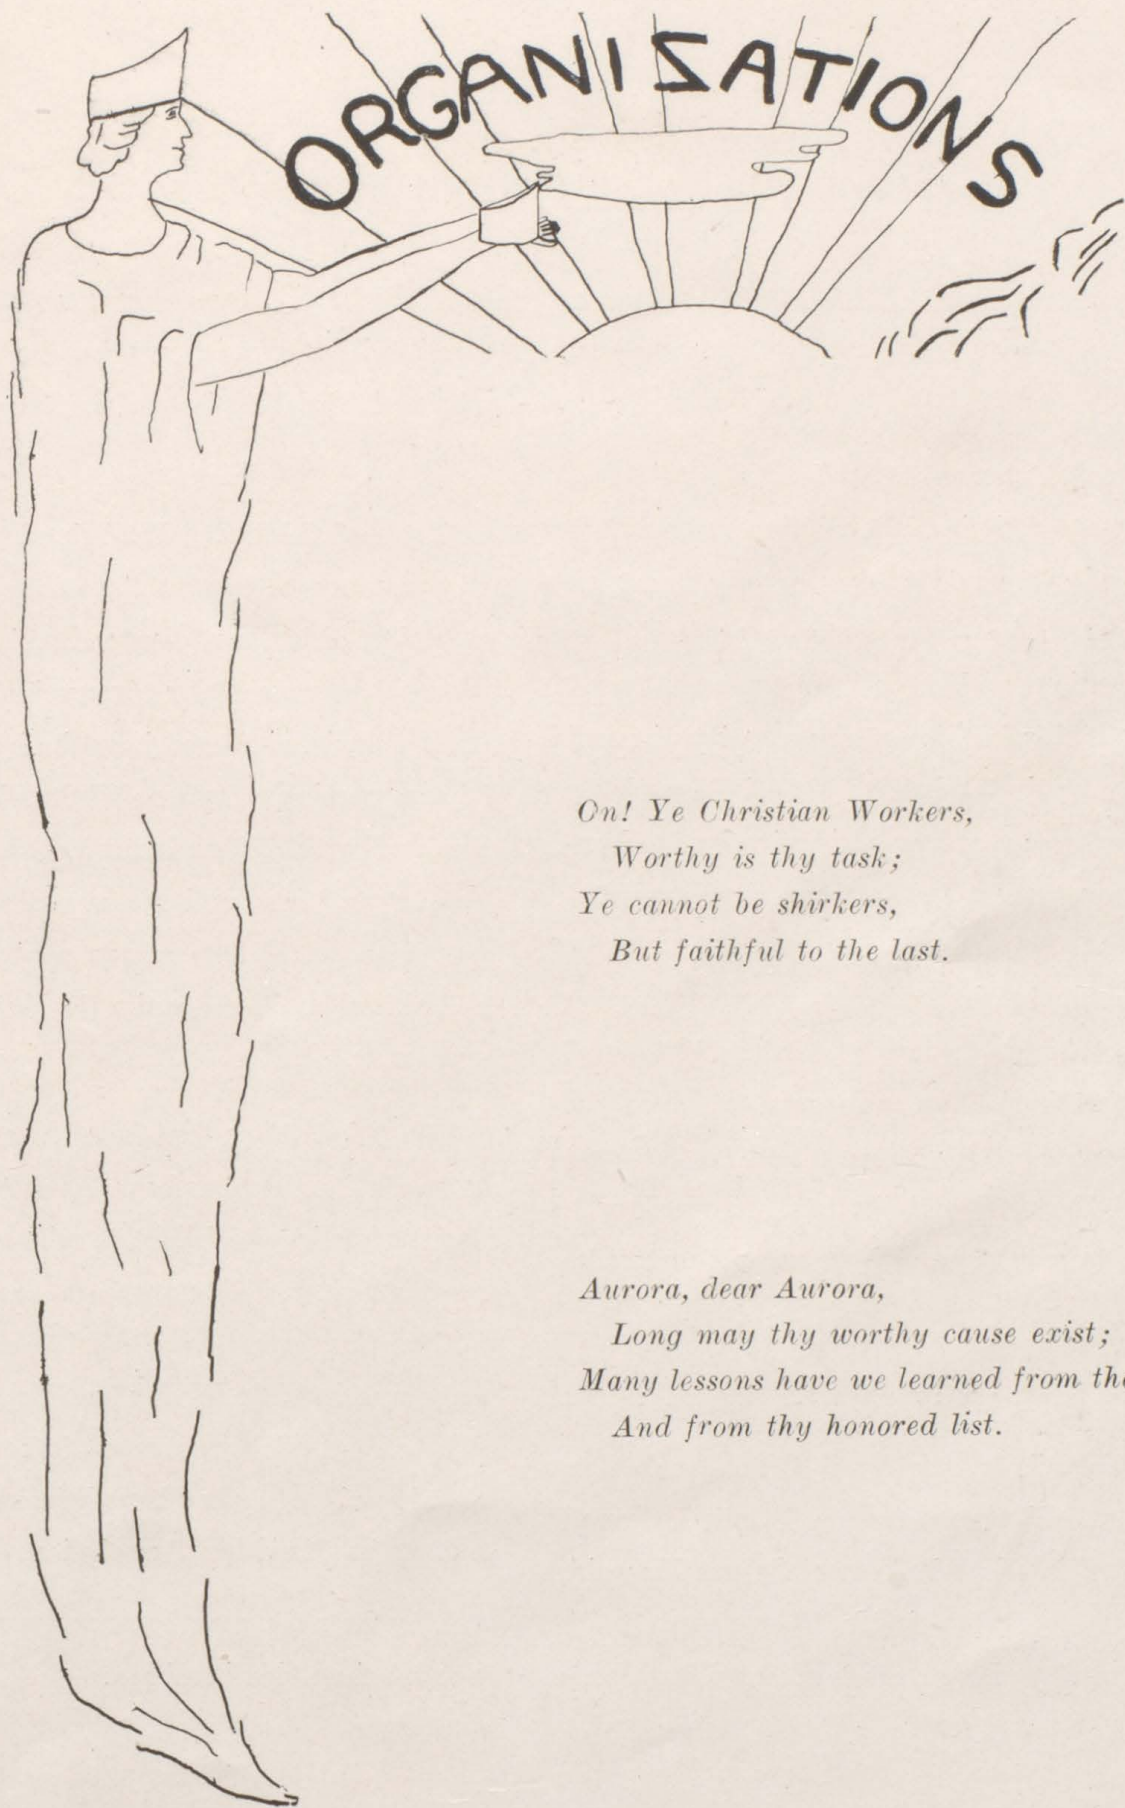 ORGANISATIONS
On! Ye Christian Workers,
Worthy is thy task;
Ye cannot be shirkers,
But faithful to the last.
Aurora, dear Aurora,
Long may thy worthy cause exist;
Many lessons have we learned from
And from thy honored list.